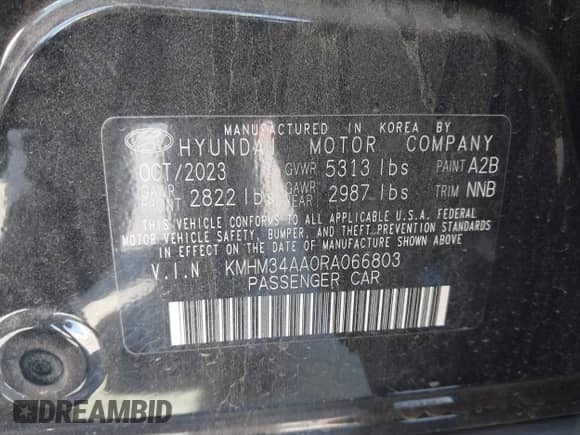 MANUFACTURED IN KOREA BY
HYUNDAI MOTOR COMPANY
OCT/2023 GVWR 5313 lbs PAINT A2B
GAWR FRONT 2822 lbs GAWR REAR 2987 lbs TRIM NNB
THIS VEHICLE CONFORMS TO ALL APPLICABLE U.S.A. FEDERAL
MOTOR VEHICLE SAFETY, BUMPER, AND THEFT PREVENTION STANDARDS
IN EFFECT ON THE DATE OF MANUFACTURE SHOWN ABOVE.
V.I.N KMHM34AA0RA066803
PASSENGER CAR
DREAMBID